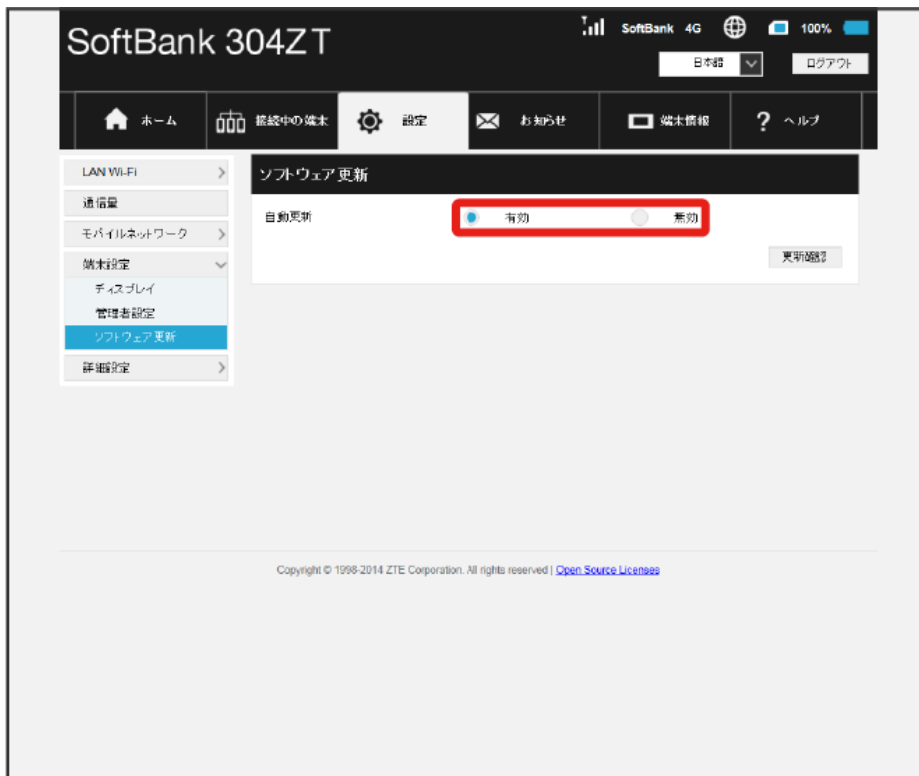 SoftBank 304ZT
SoftBank 4G 100%
日本語 ログアウト
ホーム 接続中の端末 設定 お知らせ 端末情報 ? ヘルプ
LAN Wi-Fi
ソフトウェア更新
通信量
自動更新 有効 無効
モバイルネットワーク
更新確認
端末設定
ディスプレイ
管理者設定
ソフトウェア更新
詳細設定
Copyright © 1998-2014 ZTE Corporation. All rights reserved | Open Source Licenses